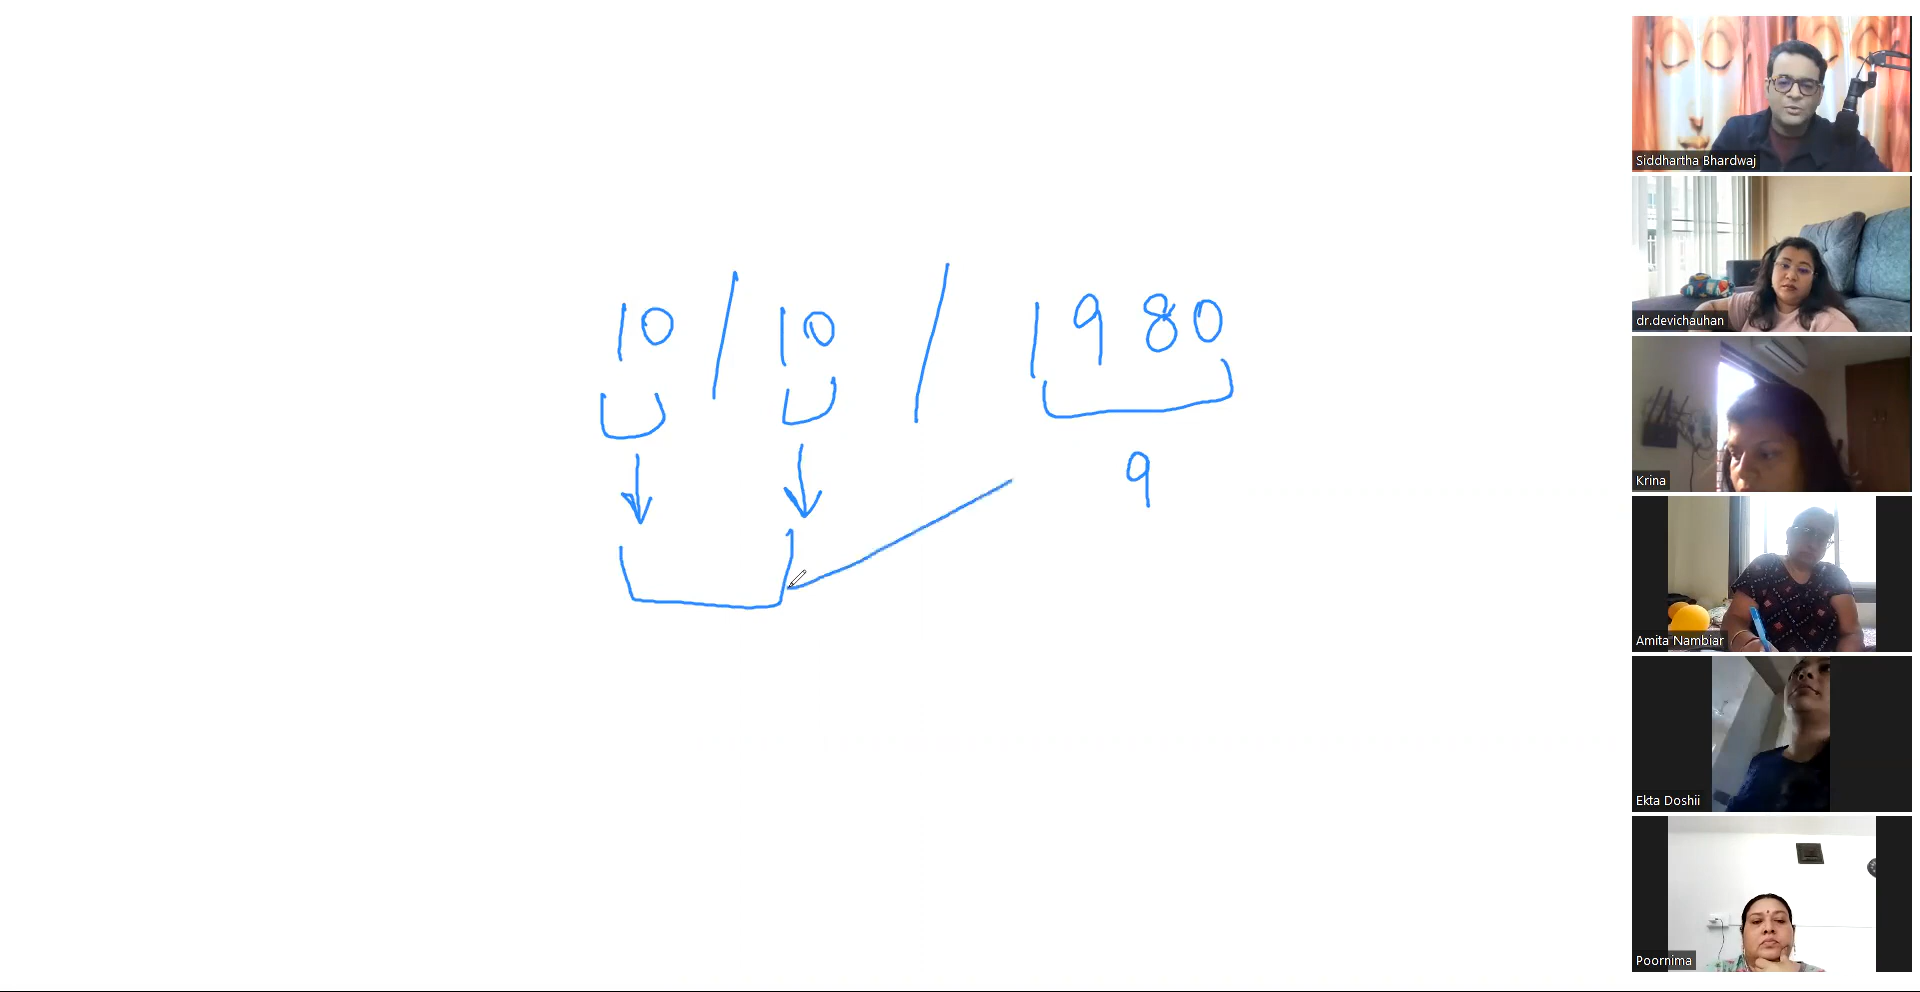 10 / 10 / 1980
9
Siddhartha Bhardwaj
dr.devichauhan
Krina
Amita Nambiar
Ekta Doshii
Poornima